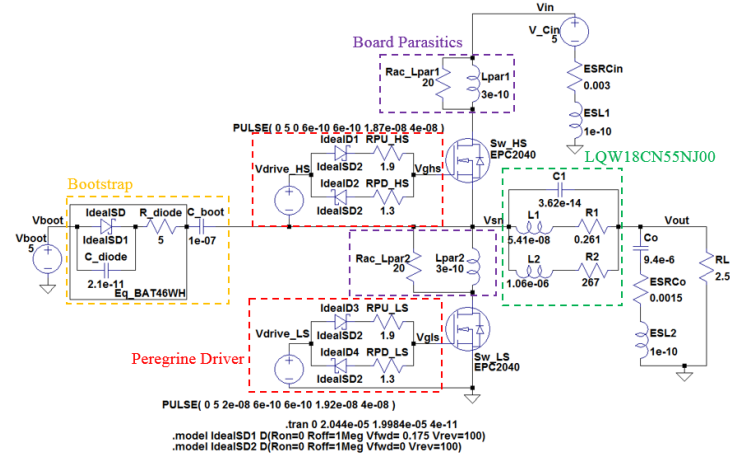 Vin
V_Cin
5
Board Parasitics
Rac_Lpar1
20
Lpar1
3e-10
ESRCin
0.003
ESL1
1e-10
PULSE( 0 5 0 6e-10 6e-10 1.87e-08 4e-08 )
Sw_HS
EPC2040
IdealD1
RPU_HS
IdealSD2
1.9
Vdrive_HS
Vghs
IdealD2
RPD_HS
IdealSD2
1.3
LQW18CN55NJ00
C1
3.62e-14
L1
R1
5.41e-08
0.261
L2
R2
1.06e-06
267
Bootstrap
Vboot
IdealSD
R_diode
C_boot
IdealSD1
5
1e-07
Vboot
5
C_diode
2.1e-11
Eq_BAT46WH
Vsn
Vout
Co
9.4e-6
RL
2.5
ESRCo
0.0015
ESL2
1e-10
Rac_Lpar2
20
Lpar2
3e-10
Peregrine Driver
IdealD3
RPU_LS
IdealSD2
1.9
Vdrive_LS
Vgls
IdealD4
RPD_LS
IdealSD2
1.3
Sw_LS
EPC2040
PULSE( 0 5 2e-08 6e-10 6e-10 1.92e-08 4e-08 )
.tran 0 2.044e-05 1.9984e-05 4e-11
.model IdealSD1 D(Ron=0 Roff=1Meg Vfwd= 0.175 Vrev=100)
.model IdealSD2 D(Ron=0 Roff=1Meg Vfwd=0 Vrev=100)